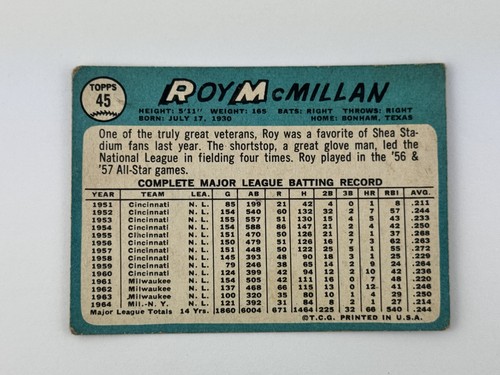 TOPPS
45
ROY McMILLAN
HEIGHT: 5'11" WEIGHT: 165 BATS: RIGHT THROWS: RIGHT
BORN: JULY 17, 1930 HOME: BONHAM, TEXAS
One of the truly great veterans, Roy was a favorite of Shea Sta-
dium fans last year. The shortstop, a great glove man, led the
National League in fielding four times. Roy played in the '56 &
'57 All-Star games.
COMPLETE MAJOR LEAGUE BATTING RECORD
YEAR TEAM LEA. G AB R H 2B 3B HR RBI AVG.
1951 Cincinnati N.L. 85 199 21 42 4 0 1 8 .211
1952 Cincinnati N.L. 154 540 60 132 32 2 7 57 .244
1953 Cincinnati N.L. 155 557 51 130 15 4 5 43 .233
1954 Cincinnati N.L. 154 588 86 147 21 2 4 42 .250
1955 Cincinnati N.L. 151 470 50 126 21 2 1 37 .268
1956 Cincinnati N.L. 150 479 51 126 16 7 3 62 .263
1957 Cincinnati N.L. 151 448 50 122 25 5 1 55 .272
1958 Cincinnati N.L. 145 393 48 90 18 3 1 25 .229
1959 Cincinnati N.L. 79 246 38 65 14 2 9 24 .264
1960 Cincinnati N.L. 124 399 42 94 12 2 10 42 .236
1961 Milwaukee N.L. 154 505 42 111 16 0 7 48 .220
1962 Milwaukee N.L. 137 468 66 115 13 0 12 41 .246
1963 Milwaukee N.L. 100 320 35 80 10 1 4 29 .250
1964 Mil.-N.Y. N.L. 121 392 31 84 8 2 1 27 .214
Major League Totals 14 Yrs. 1860 6004 671 1464 225 32 66 540 .244
©T.C.G. PRINTED IN U.S.A.